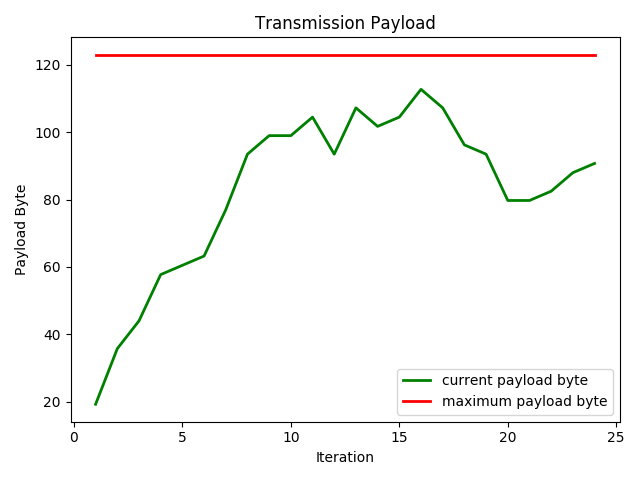 Transmission Payload
120
100
80
60
40
20
Payload Byte
current payload byte
maximum payload byte
0 5 10 15 20 25
Iteration